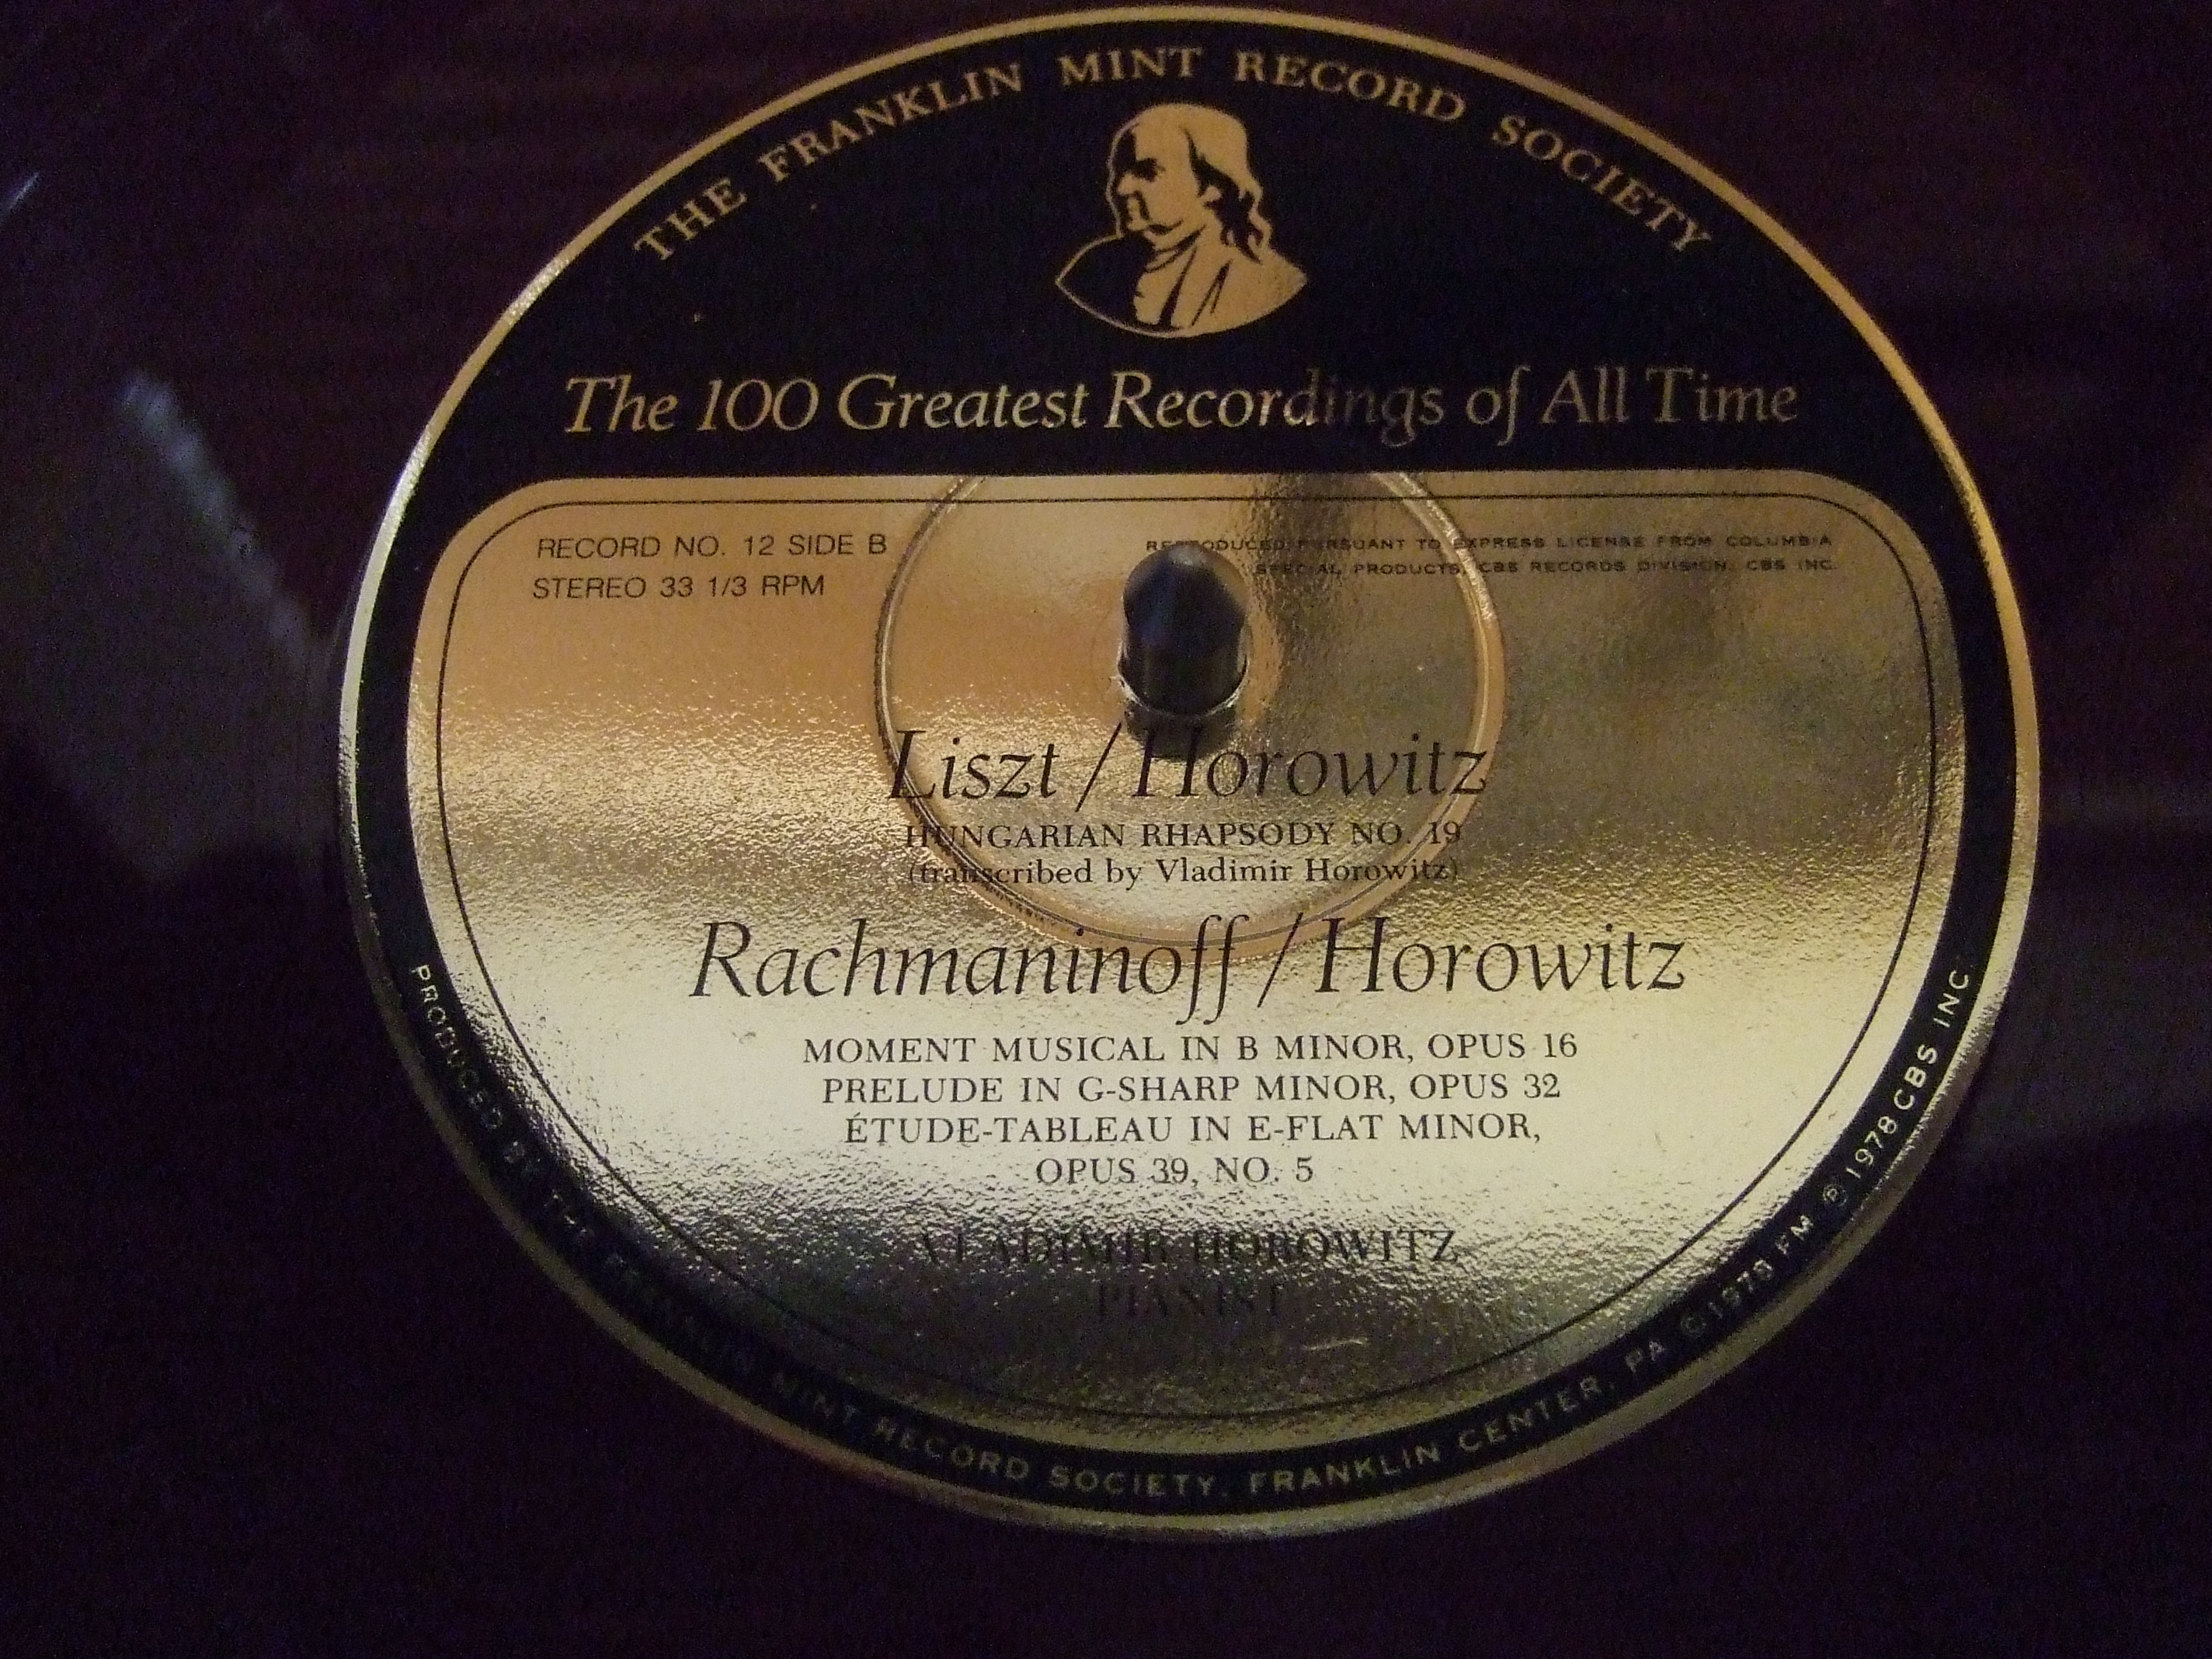 THE FRANKLIN MINT RECORD SOCIETY
The 100 Greatest Recordings of All Time
RECORD NO. 12 SIDE B
STEREO 33 1/3 RPM
REPRODUCED PURSUANT TO EXPRESS LICENSE FROM COLUMBIA
SPECIAL PRODUCTS, CBS RECORDS DIVISION, CBS INC.
Liszt / Horowitz
HUNGARIAN RHAPSODY NO. 19
(transcribed by Vladimir Horowitz)
Rachmaninoff / Horowitz
MOMENT MUSICAL IN B MINOR, OPUS 16
PRELUDE IN G-SHARP MINOR, OPUS 32
ÉTUDE-TABLEAU IN E-FLAT MINOR,
OPUS 39, NO. 5
VLADIMIR HOROWITZ
PIANIST
PRODUCED BY THE FRANKLIN MINT RECORD SOCIETY, FRANKLIN CENTER, PA © 1978 FM ℗ 1978 CBS INC.